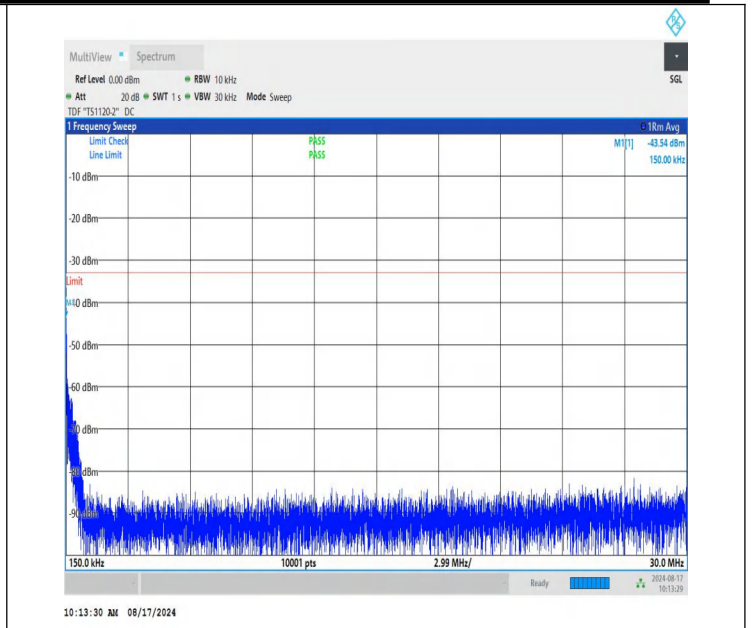 MultiView Spectrum
Ref Level 0.00 dBm RBW 10 kHz SGL
Att 20 dB SWT 1 s VBW 30 kHz Mode Sweep
TDF "TS1120-2" DC
1 Frequency Sweep 1Rm Avg
Limit Check PASS M1[1] -43.54 dBm
Line Limit PASS 150.00 kHz
-10 dBm
-20 dBm
-30 dBm
Limit
-50 dBm
-60 dBm
150.0 kHz 10001 pts 2.99 MHz/ 30.0 MHz
Ready 2024-08-17
10:13:29
10:13:30 AM 08/17/2024